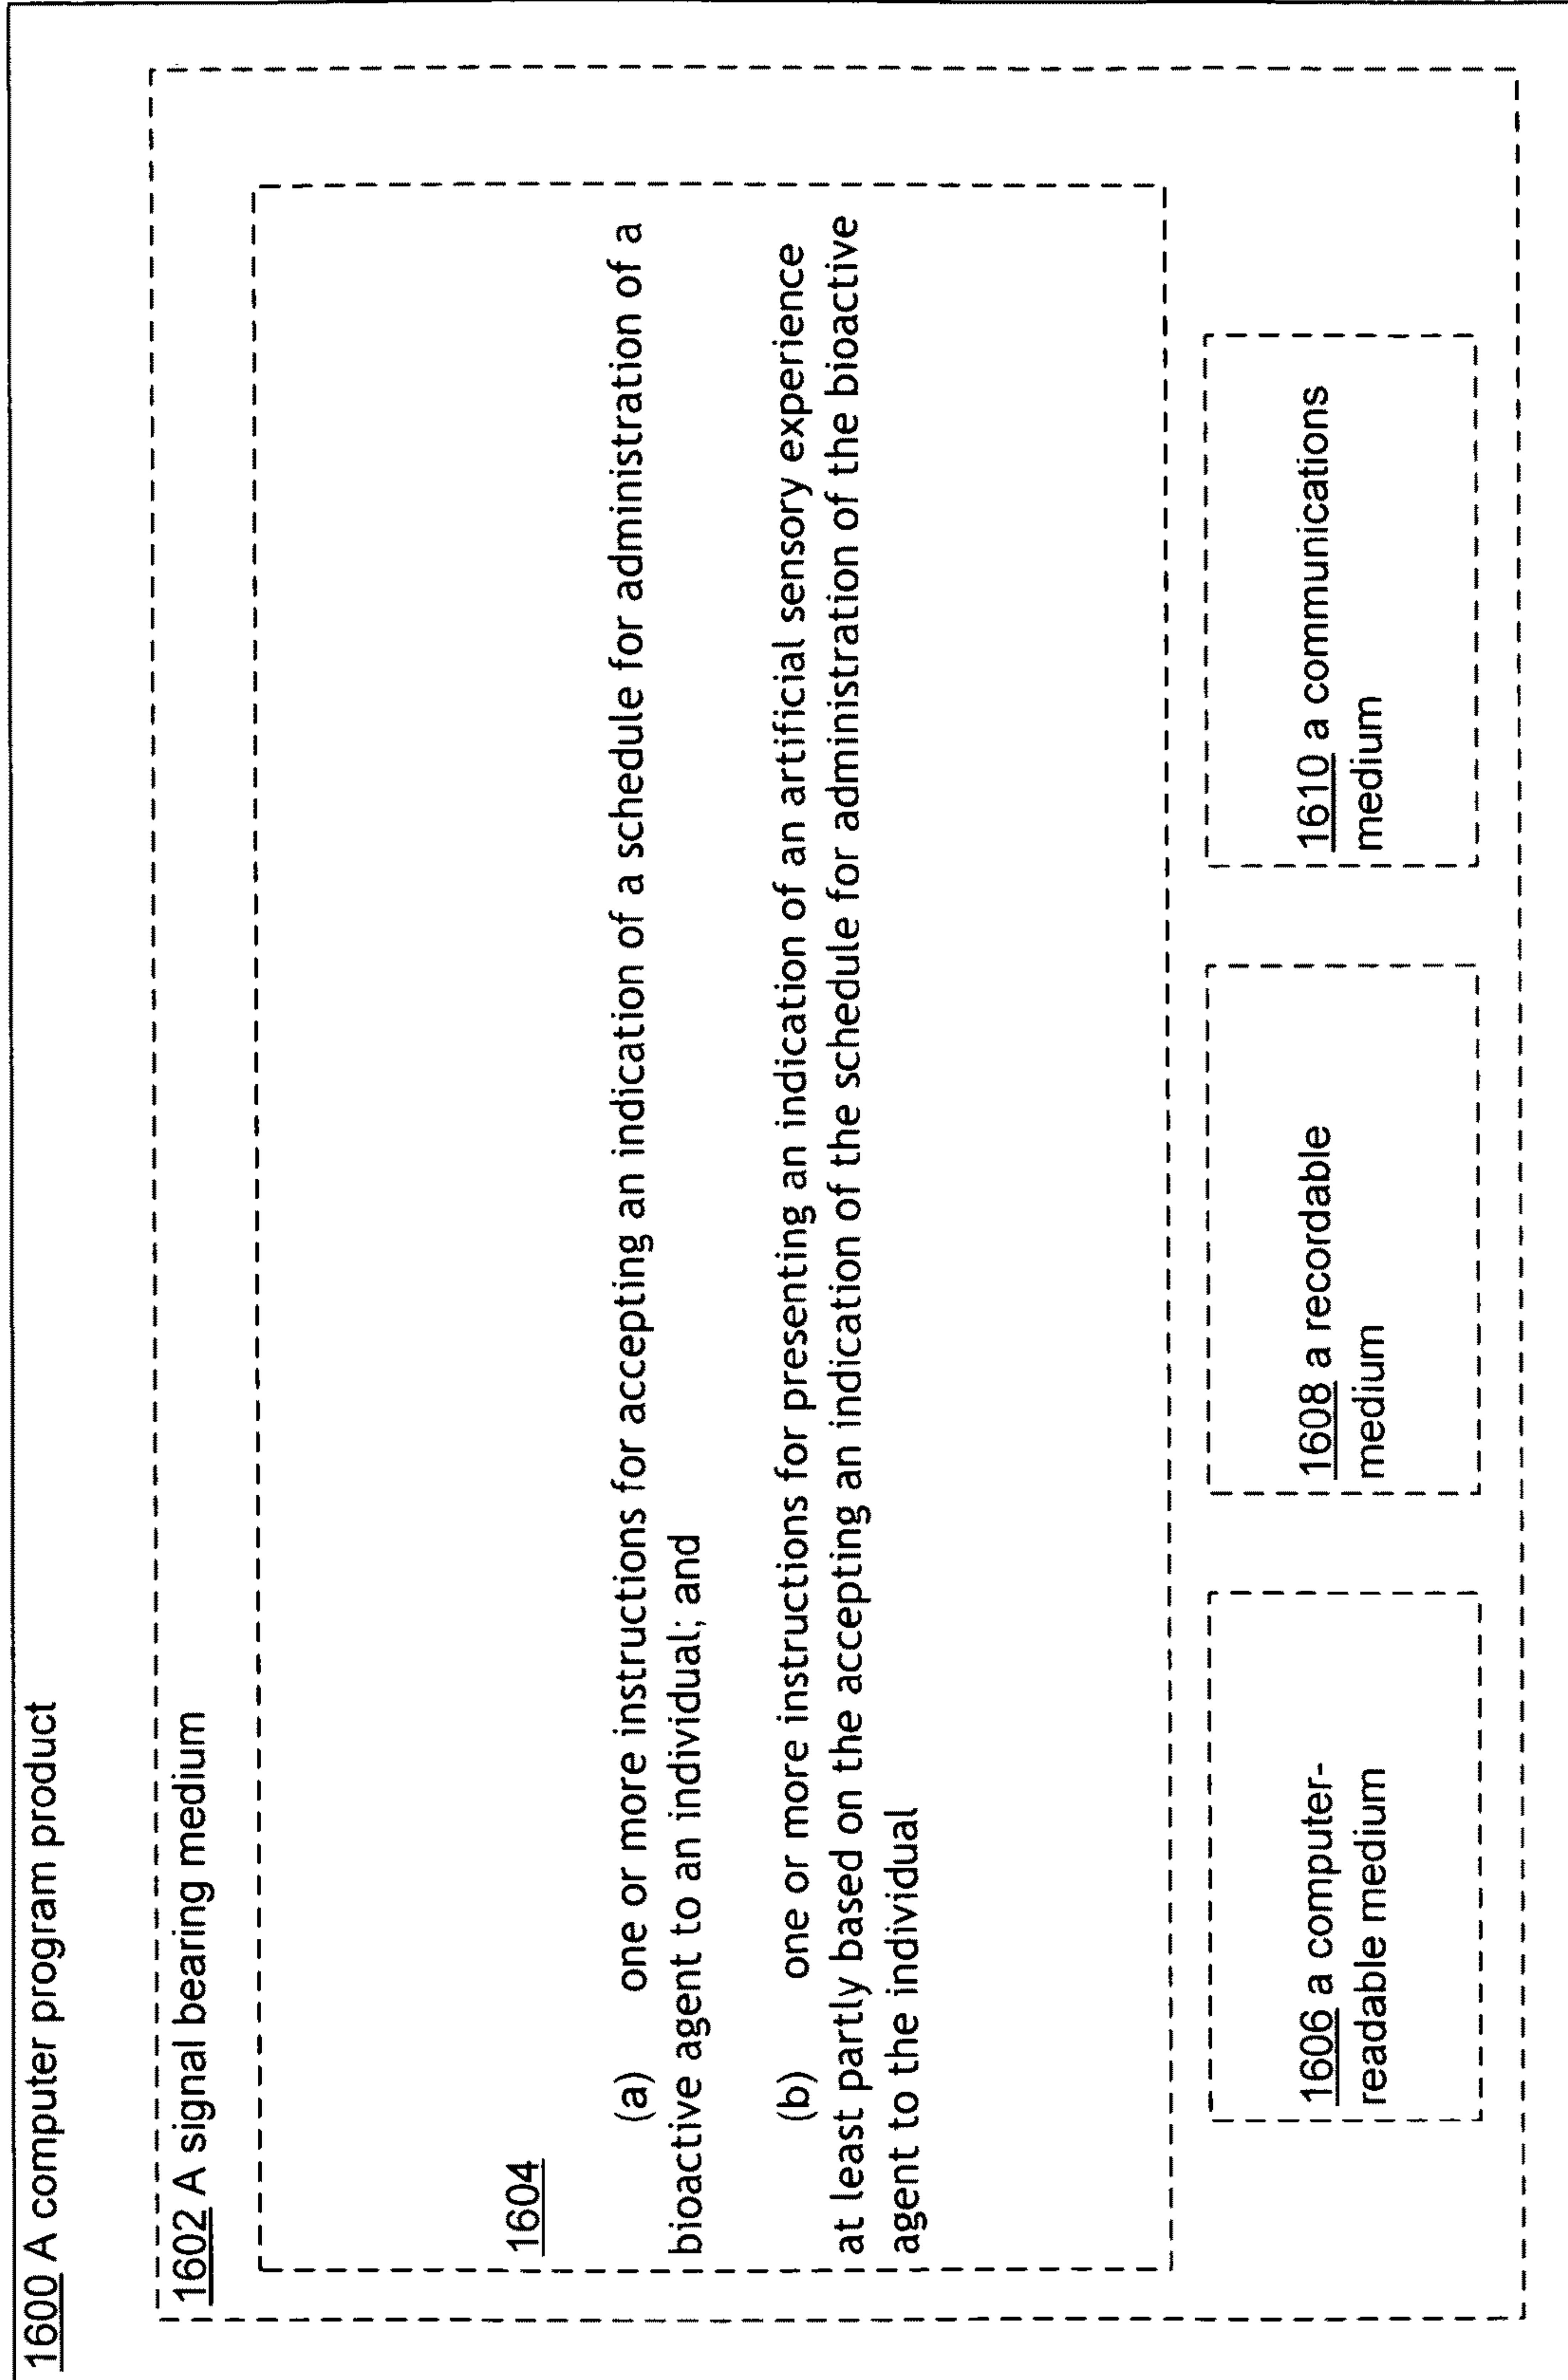 1600 A computer program product
1602 A signal bearing medium
1604
(a) one or more instructions for accepting an indication of a schedule for administration of a
bioactive agent to an individual; and
(b) one or more instructions for presenting an indication of an artificial sensory experience
at least partly based on the accepting an indication of the schedule for administration of the bioactive
agent to the individual
1606 a computer-
readable medium
1608 a recordable
medium
1610 a communications
medium